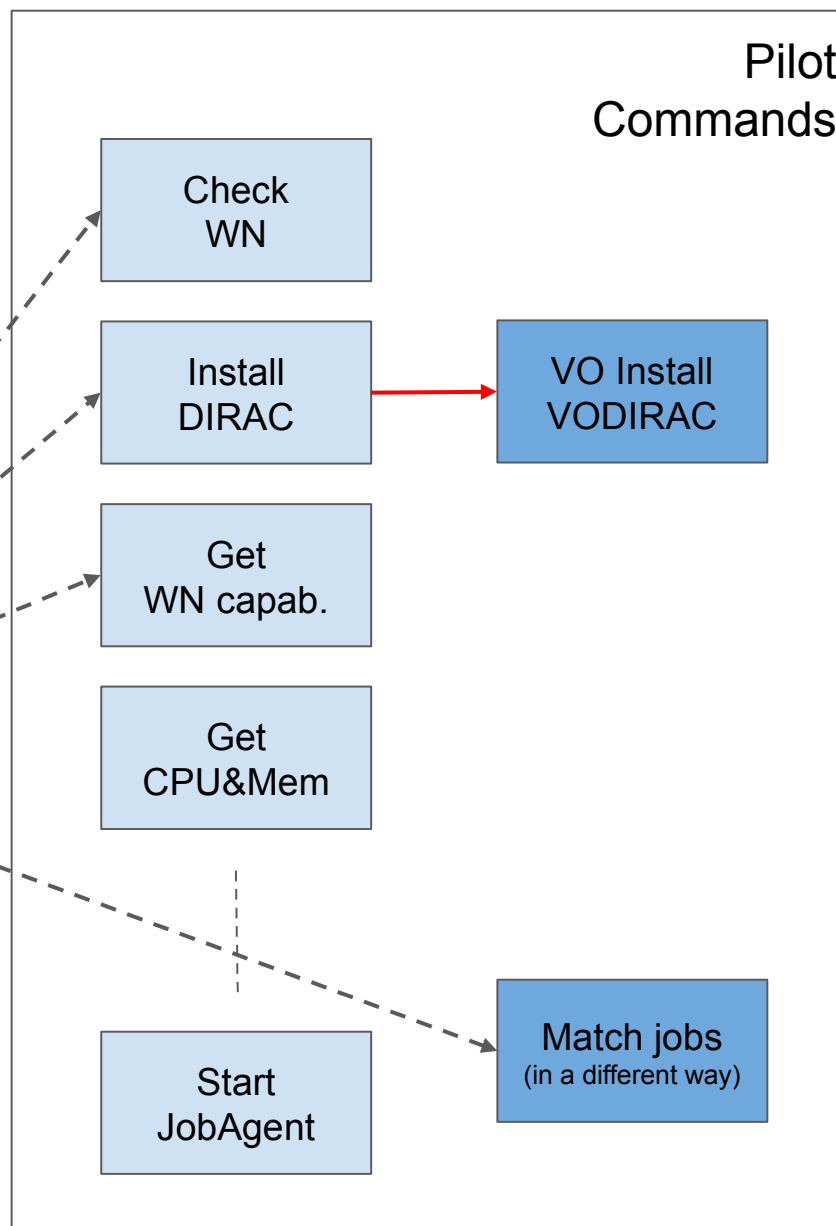 Pilot
Commands
Check
WN
Install
DIRAC
VO Install
VODIRAC
Get
WN capab.
Get
CPU&Mem
Match jobs
(in a different way)
Start
JobAgent